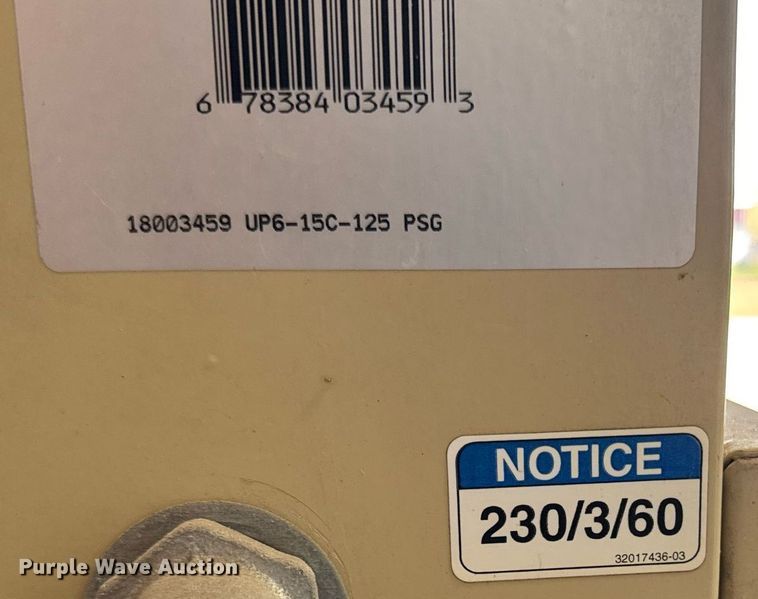 6 78384 03459 3
18003459 UP6-15C-125 PSG
NOTICE
230/3/60
32017436-03
Purple Wave Auction